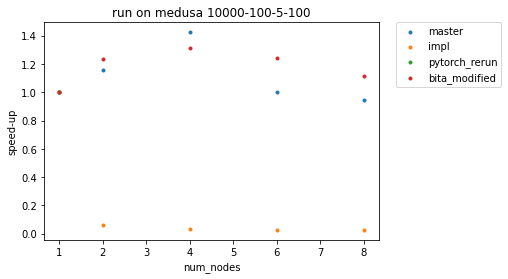 run on medusa 10000-100-5-100
master
impl
pytorch_rerun
bita_modified
1.4
1.2
1.0
0.8
0.6
0.4
0.2
0.0
speed-up
1 2 3 4 5 6 7 8
num_nodes